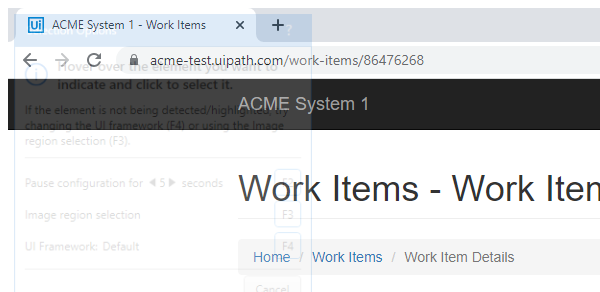 Ui ACME System 1 - Work Items
Selection Options ?
acme-test.uipath.com/work-items/86476268
Hover over the element you want to
indicate and click to select it.
ACME System 1
If the element is not being detected/highlighted, try
changing the UI framework (F4) or using the Image
region selection (F3).
Pause configuration for 5 seconds F2
Work Items - Work Item
Image region selection F3
UI Framework: Default F4
Home / Work Items / Work Item Details
Cancel